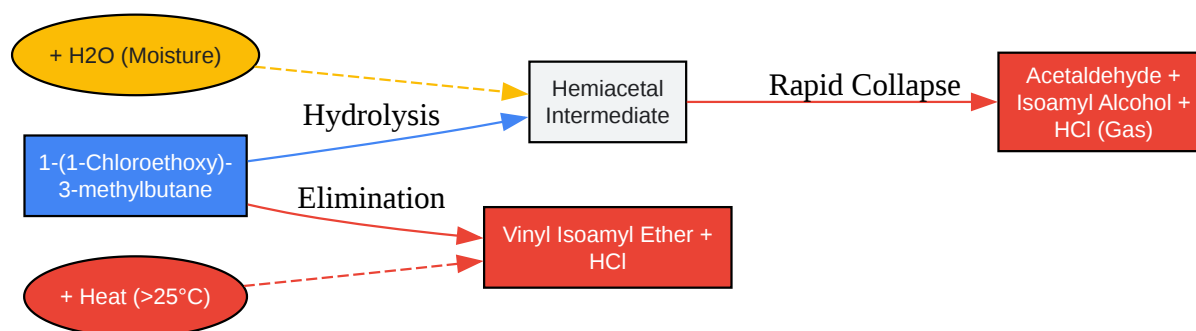 + H2O (Moisture)
Hydrolysis
Hemiacetal
Intermediate
Rapid Collapse
Acetaldehyde +
Isoamyl Alcohol +
HCl (Gas)
1-(1-Chloroethoxy)-
3-methylbutane
Elimination
Vinyl Isoamyl Ether +
HCl
+ Heat (>25°C)